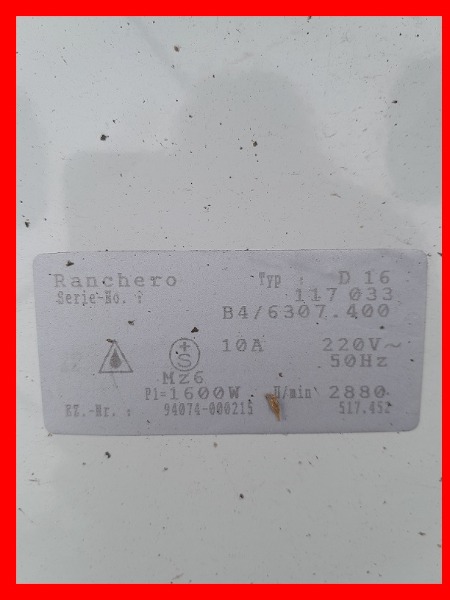 Ranchero Typ : D 16
Serie-No. : 117 033
B4/6307.400
10A 220V~
50Hz
+S
Mz6
P1=1600W U/min 2880
EZ.-Nr. : 94074-000215 517.452